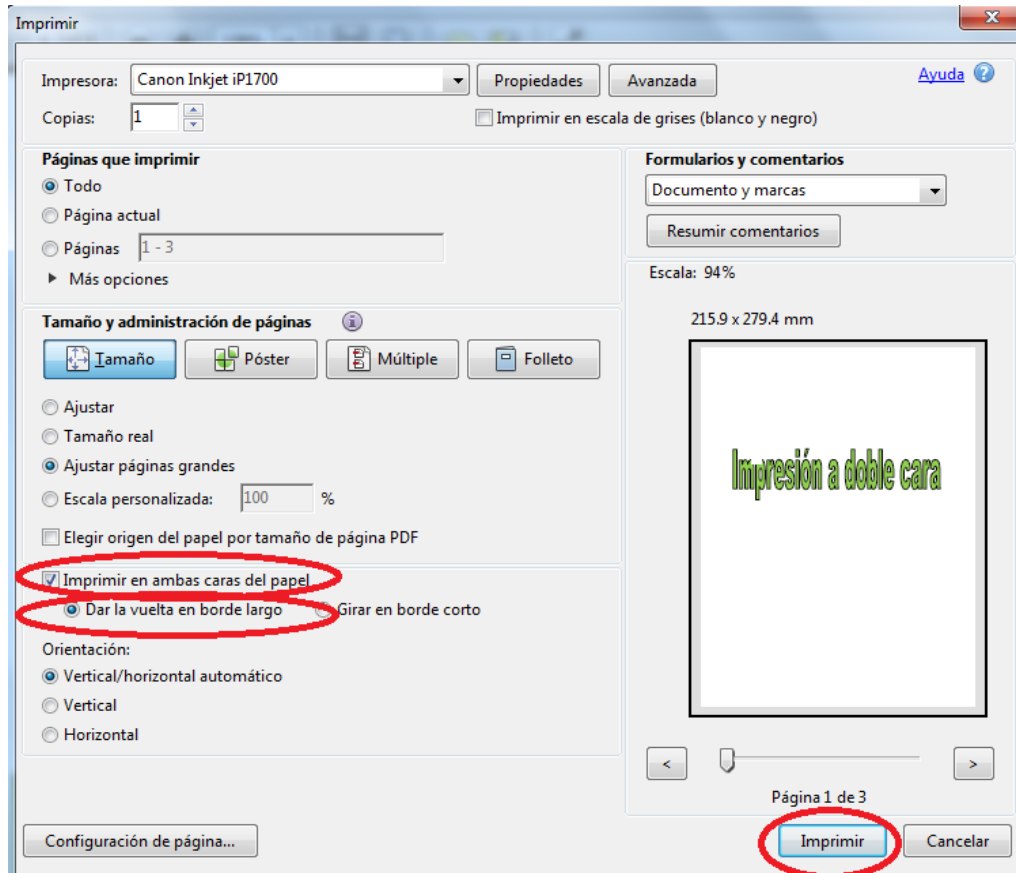 Imprimir
Impresora: Canon Inkjet iP1700 Propiedades Avanzada Ayuda
Copias: 1 Imprimir en escala de grises (blanco y negro)
Páginas que imprimir
Todo
Página actual
Páginas 1 - 3
Más opciones
Tamaño y administración de páginas
Tamaño Póster Múltiple Folleto
Ajustar
Tamaño real
Ajustar páginas grandes
Escala personalizada: 100 %
Elegir origen del papel por tamaño de página PDF
Imprimir en ambas caras del papel
Dar la vuelta en borde largo Girar en borde corto
Orientación:
Vertical/horizontal automático
Vertical
Horizontal
Formularios y comentarios
Documento y marcas
Resumir comentarios
Escala: 94%
215.9 x 279.4 mm
Impresión a doble cara
< >
Página 1 de 3
Configuración de página... Imprimir Cancelar